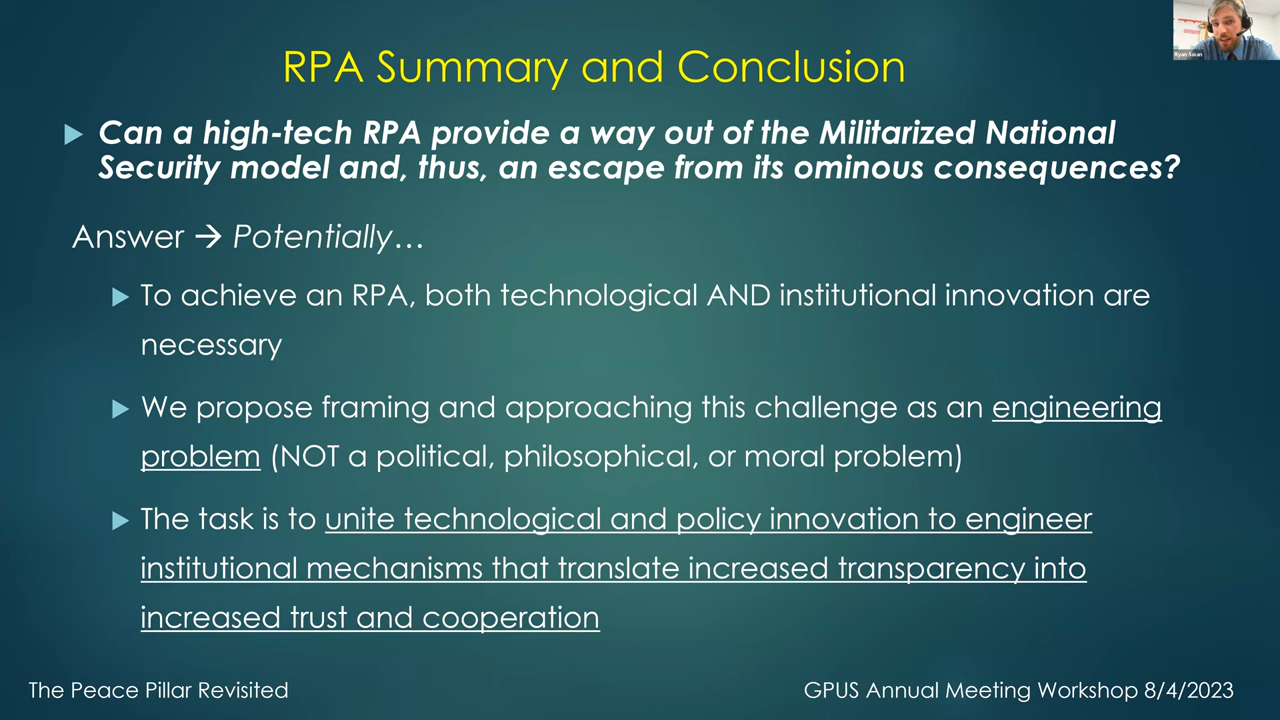 RPA Summary and Conclusion
Can a high-tech RPA provide a way out of the Militarized National
Security model and, thus, an escape from its ominous consequences?
Answer → Potentially…
To achieve an RPA, both technological AND institutional innovation are
necessary
We propose framing and approaching this challenge as an engineering
problem (NOT a political, philosophical, or moral problem)
The task is to unite technological and policy innovation to engineer
institutional mechanisms that translate increased transparency into
increased trust and cooperation
The Peace Pillar Revisited
GPUS Annual Meeting Workshop 8/4/2023
Ryan Swan